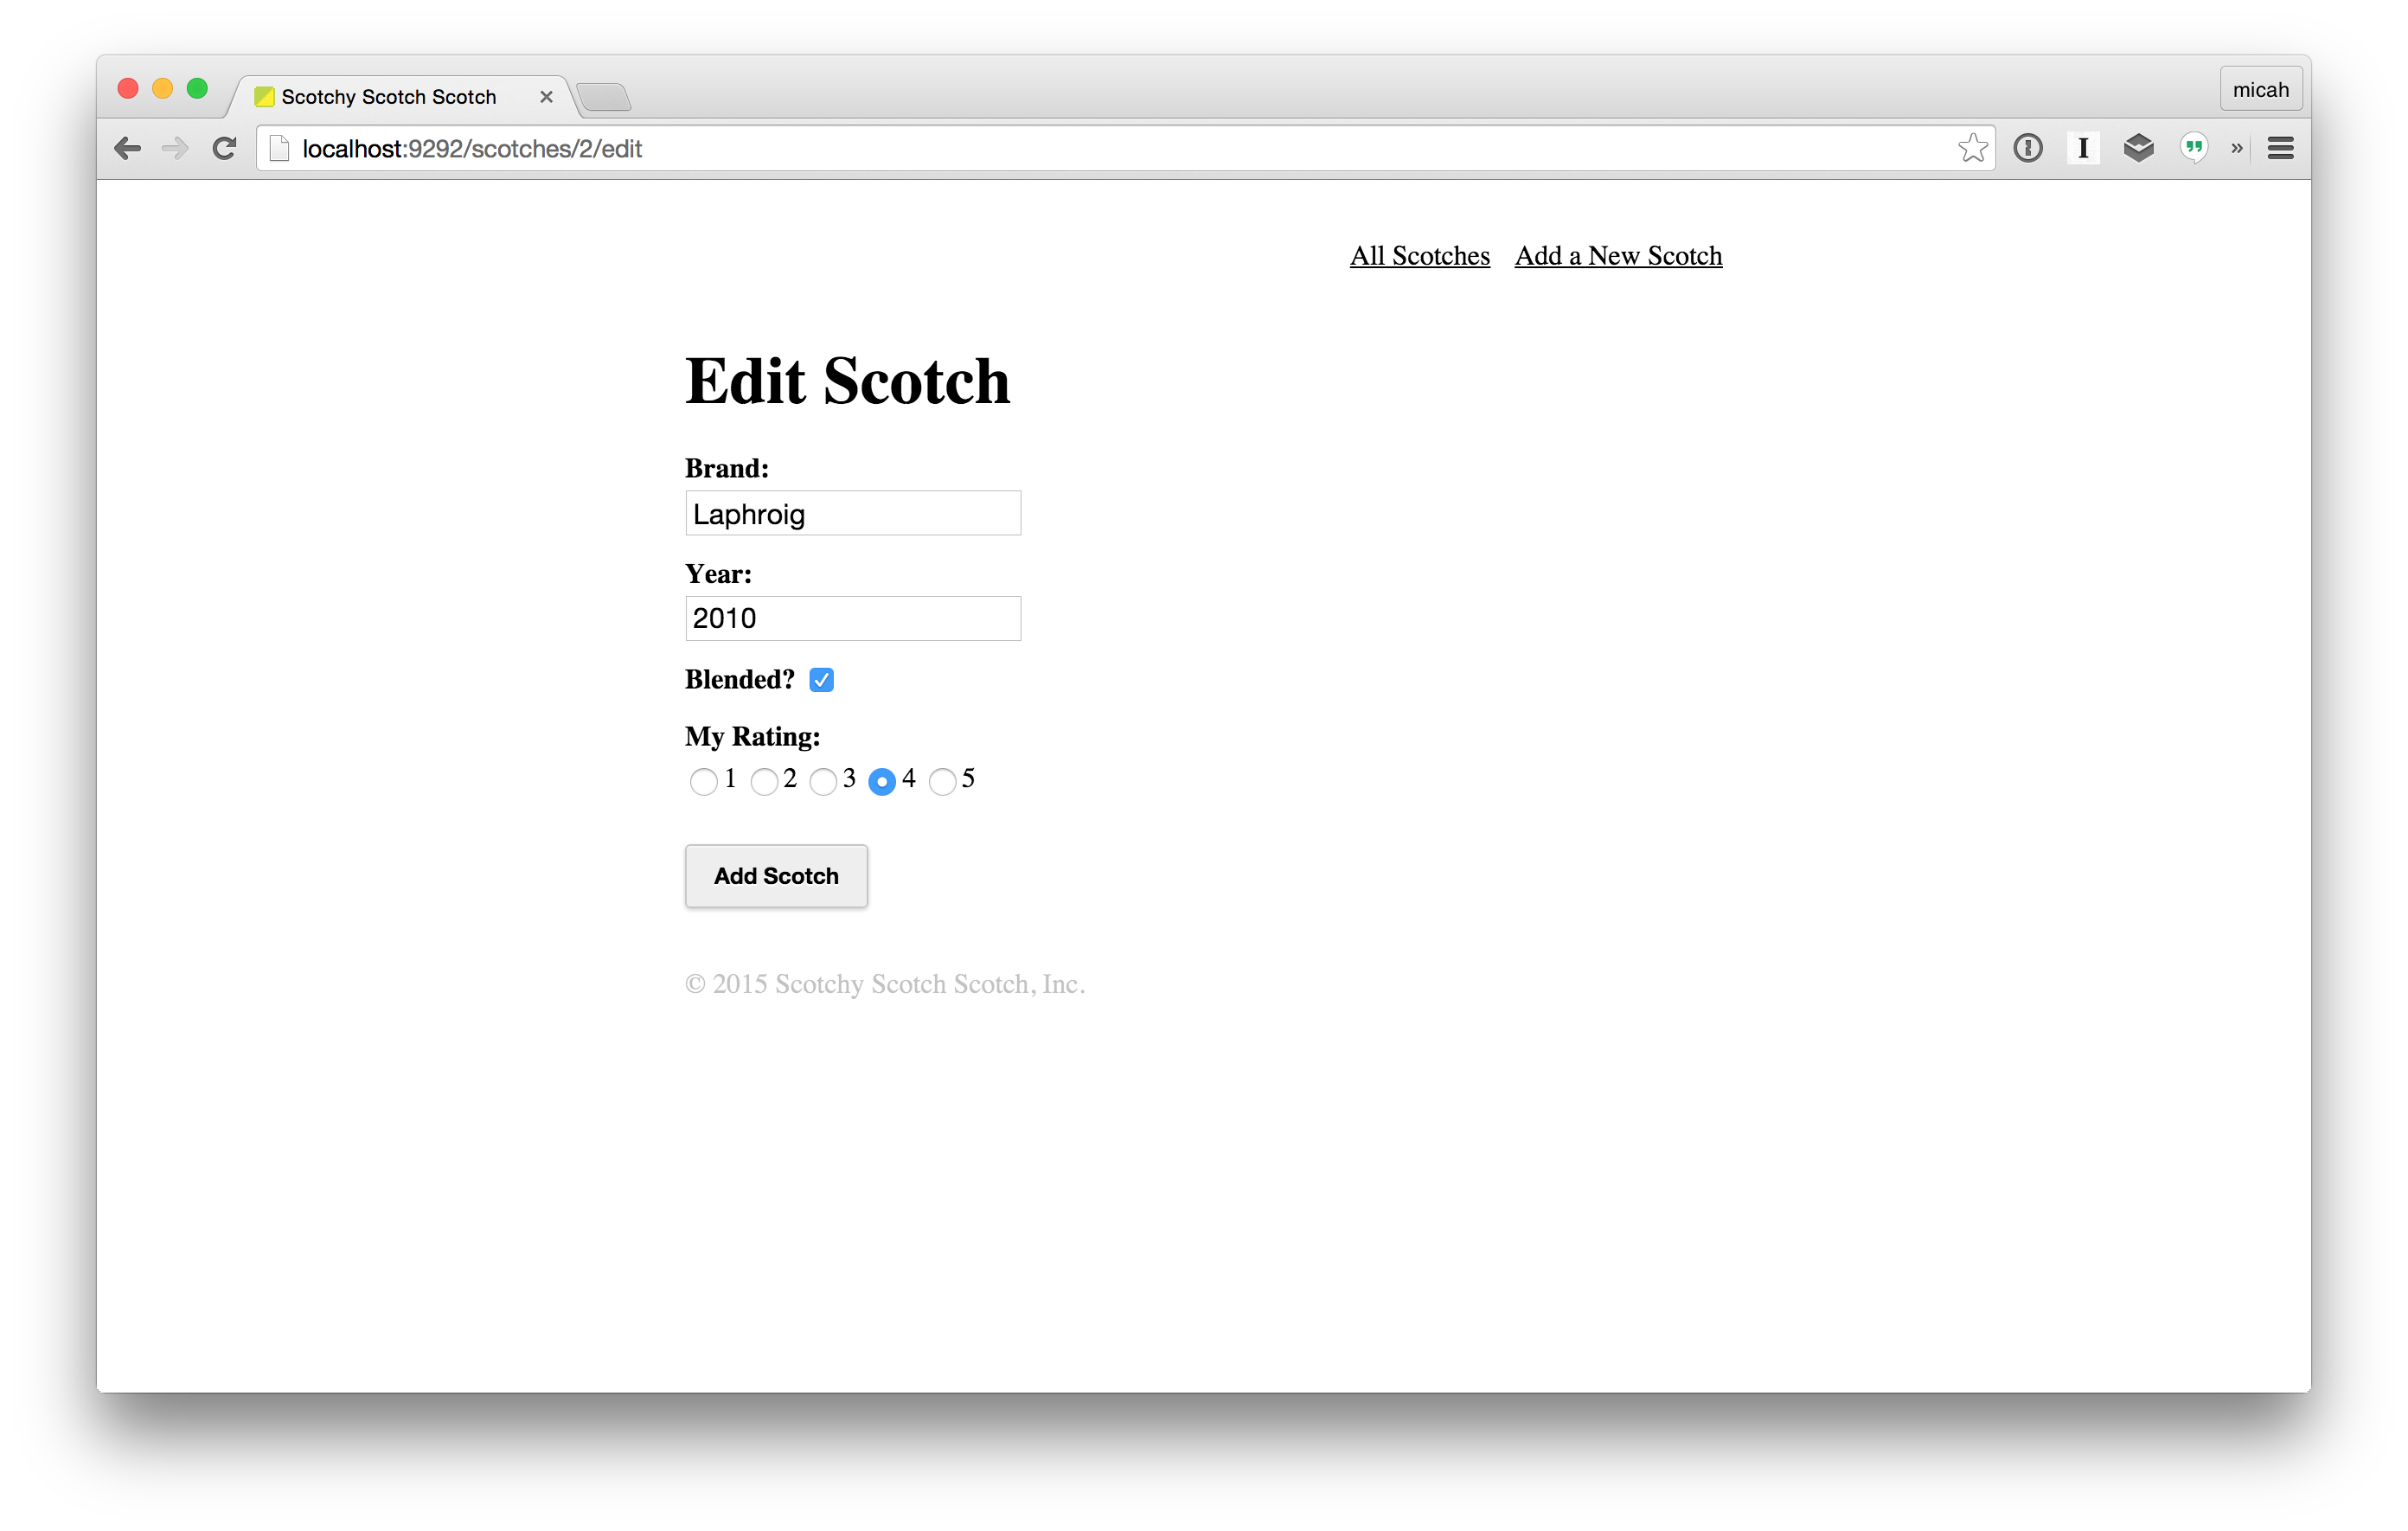 Scotchy Scotch Scotch
micah
localhost:9292/scotches/2/edit
All Scotches Add a New Scotch
Edit Scotch
Brand:
Laphroig
Year:
2010
Blended?
My Rating:
1 2 3 4 5
Add Scotch
© 2015 Scotchy Scotch Scotch, Inc.